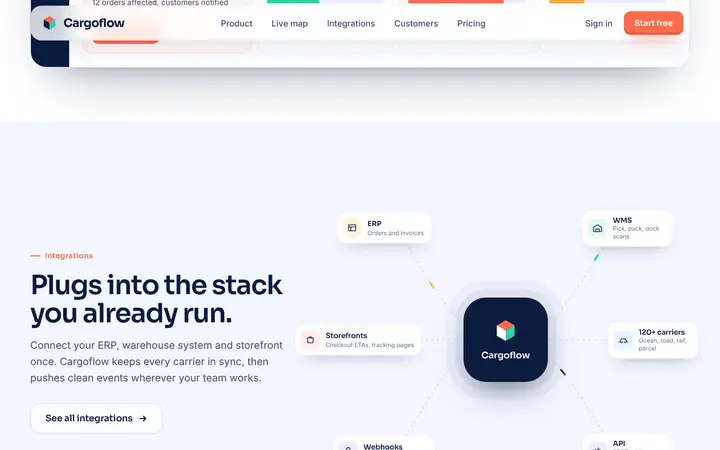 12 orders affected, customers notified
Cargoflow
Product
Live map
Integrations
Customers
Pricing
Sign in
Start free
Integrations
Plugs into the stack
you already run.
Connect your ERP, warehouse system and storefront
once. Cargoflow keeps every carrier in sync, then
pushes clean events wherever your team works.
See all integrations →
ERP
Orders and invoices
WMS
Pick, pack, dock
scans
Storefronts
Checkout ETAs, tracking pages
Cargoflow
120+ carriers
Ocean, road, rail,
parcel
Webhooks
API